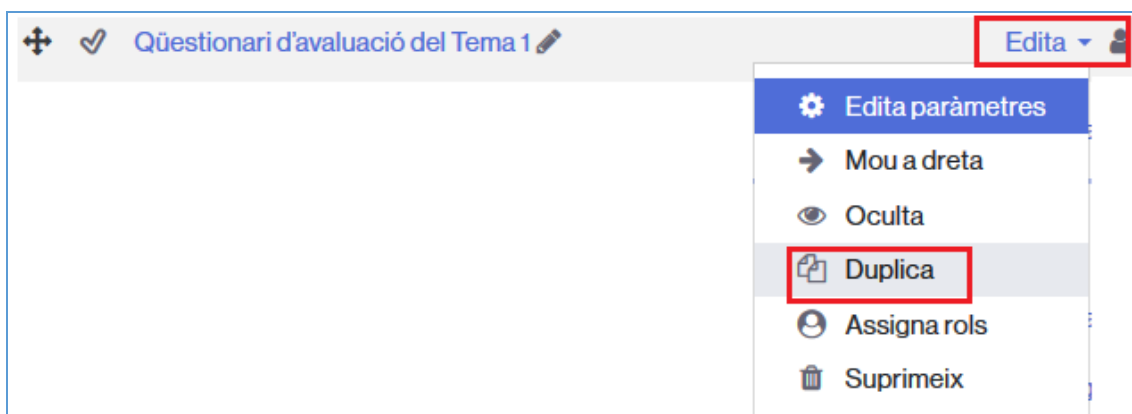 Qüestionari d’avaluació del Tema 1
Edita
Edita paràmetres
Mou a dreta
Oculta
Duplica
Assigna rols
Suprimeix